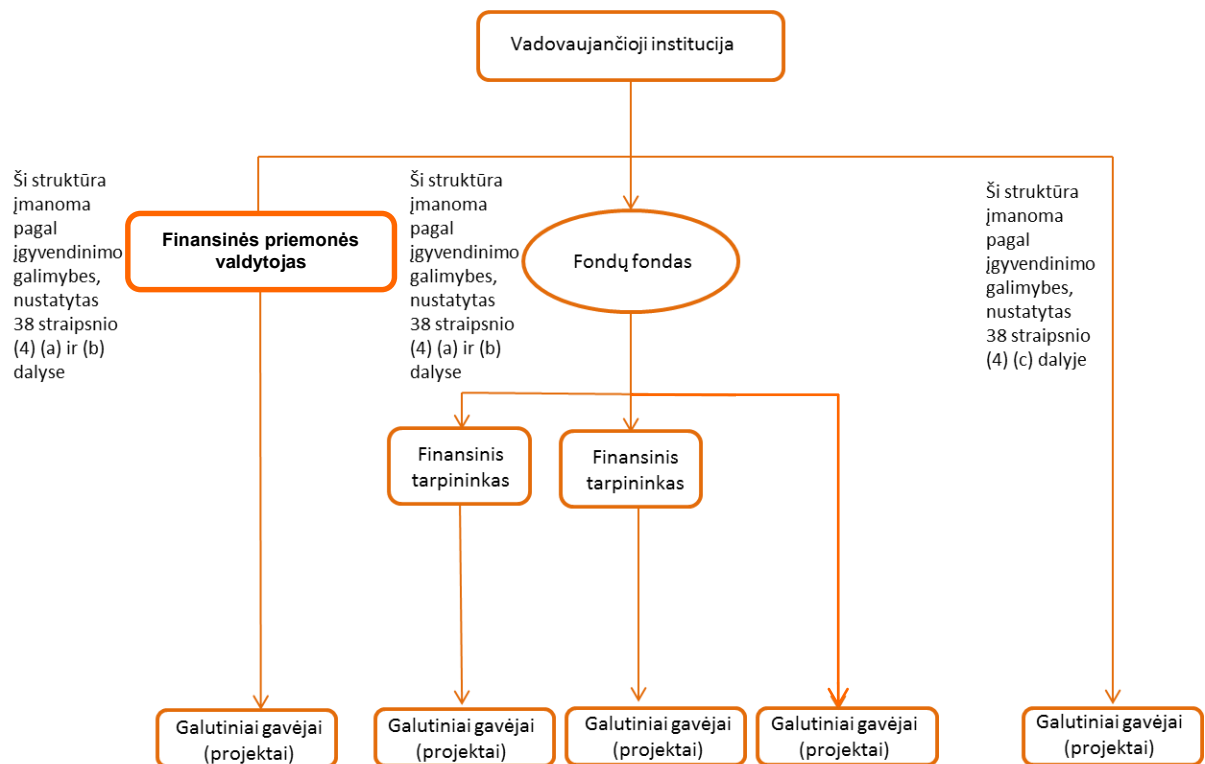 Vadovaujančioji institucija
Ši struktūra
įmanoma
pagal
įgyvendinimo
galimybes,
nustatytas
38 straipsnio
(4) (a) ir (b)
dalyse
Finansinės priemonės
valdytojas
Ši struktūra
įmanoma
pagal
įgyvendinimo
galimybes,
nustatytas
38 straipsnio
(4) (a) ir (b)
dalyse
Fondų fondas
Ši struktūra
įmanoma
pagal
įgyvendinimo
galimybes,
nustatytas
38 straipsnio
(4) (c) dalyje
Finansinis
tarpininkas
Finansinis
tarpininkas
Galutiniai gavėjai
(projektai)
Galutiniai gavėjai
(projektai)
Galutiniai gavėjai
(projektai)
Galutiniai gavėjai
(projektai)
Galutiniai gavėjai
(projektai)